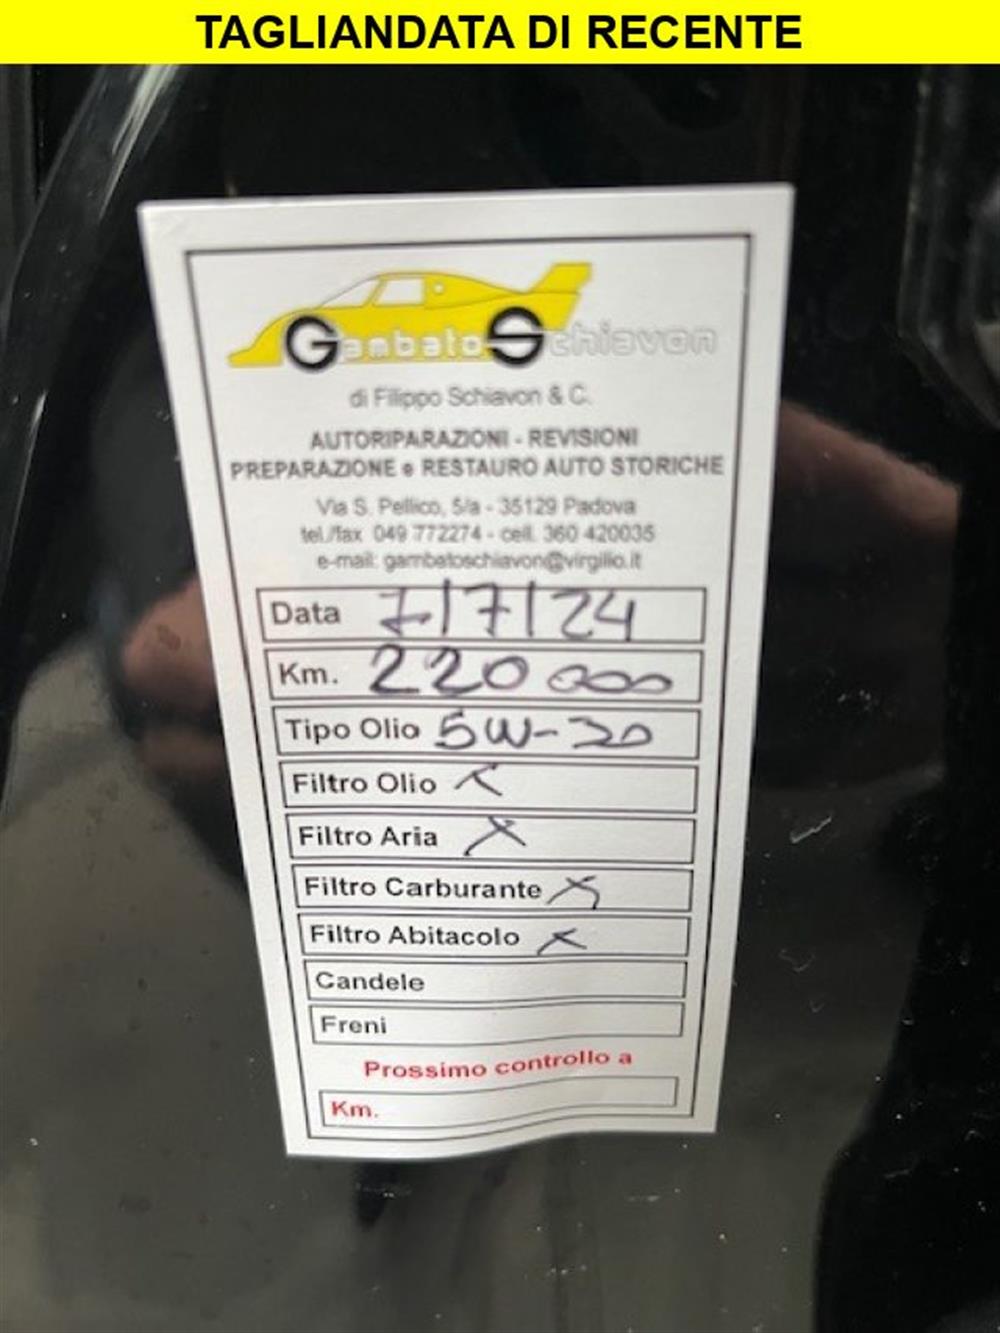 TAGLIANDATA DI RECENTE
Gambato Schiavon
di Filippo Schiavon & C.
AUTORIPARAZIONI - REVISIONI
PREPARAZIONE e RESTAURO AUTO STORICHE
Via S. Pellico, 5/a - 35129 Padova
tel./fax 049 772274 - cell. 360 420035
e-mail: gambatoschiavon@virgilio.it
Data 7/7/24
Km. 220000
Tipo Olio 5W-30
Filtro Olio X
Filtro Aria X
Filtro Carburante X
Filtro Abitacolo X
Candele
Freni
Prossimo controllo a
Km.